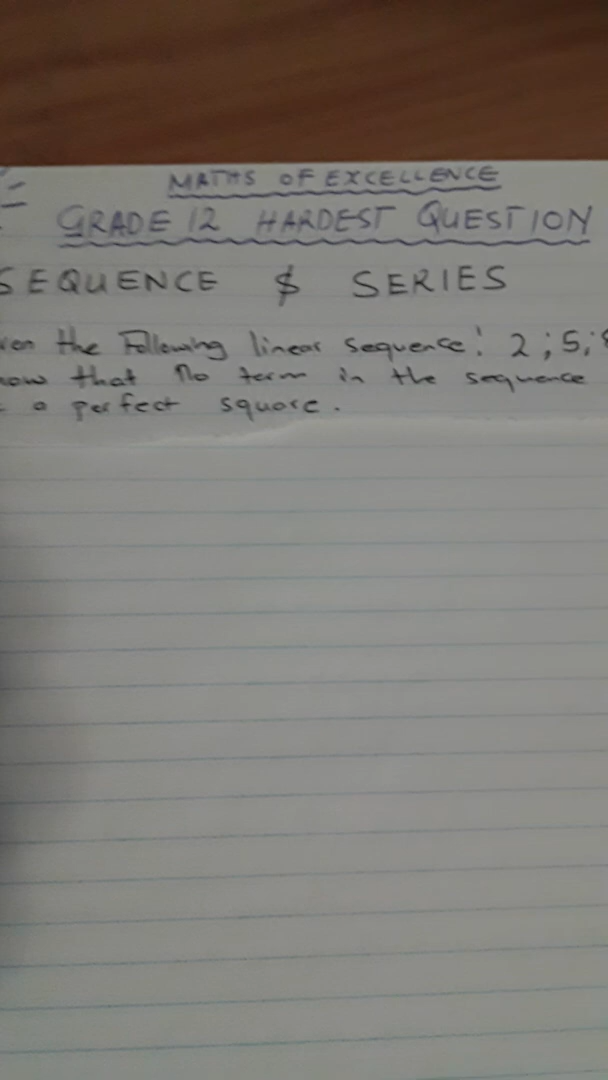 MATHS OF EXCELLENCE
GRADE 12 HARDEST QUESTION
SEQUENCE & SERIES
the Following linear sequence: 2; 5;
that no term in the sequence
a perfect square.